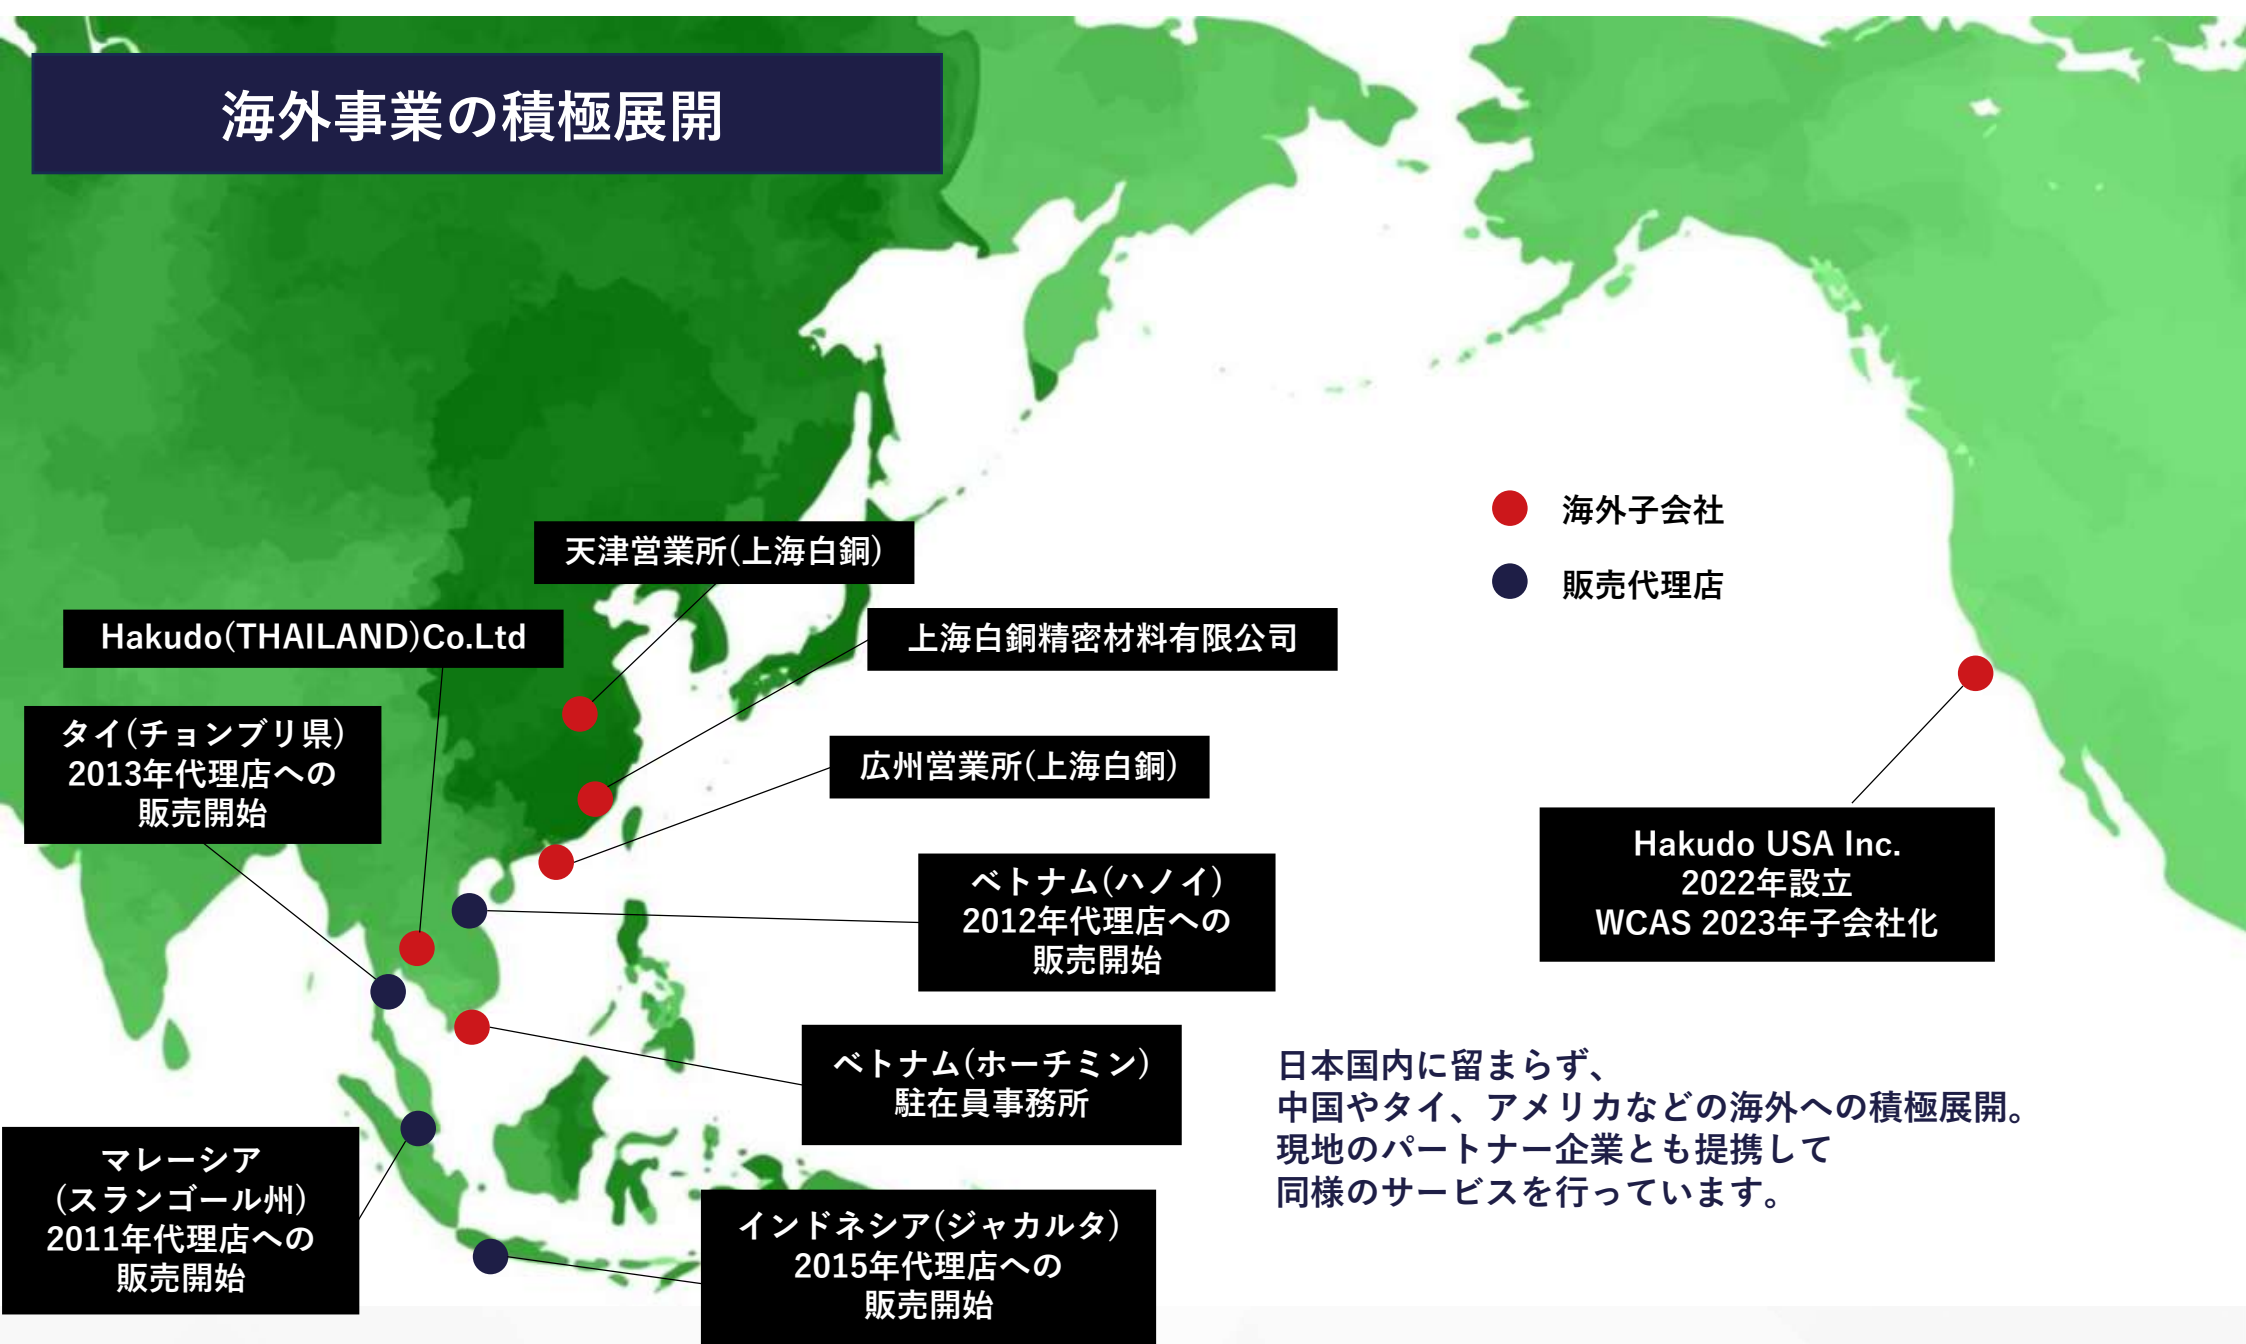 海外事業の積極展開
海外子会社
販売代理店
天津営業所(上海白銅)
Hakudo(THAILAND)Co.Ltd
上海白銅精密材料有限公司
タイ(チョンブリ県)
2013年代理店への
販売開始
広州営業所(上海白銅)
Hakudo USA Inc.
2022年設立
WCAS 2023年子会社化
ベトナム(ハノイ)
2012年代理店への
販売開始
ベトナム(ホーチミン)
駐在員事務所
マレーシア
(スランゴール州)
2011年代理店への
販売開始
インドネシア(ジャカルタ)
2015年代理店への
販売開始
日本国内に留まらず、
中国やタイ、アメリカなどの海外への積極展開。
現地のパートナー企業とも提携して
同様のサービスを行っています。